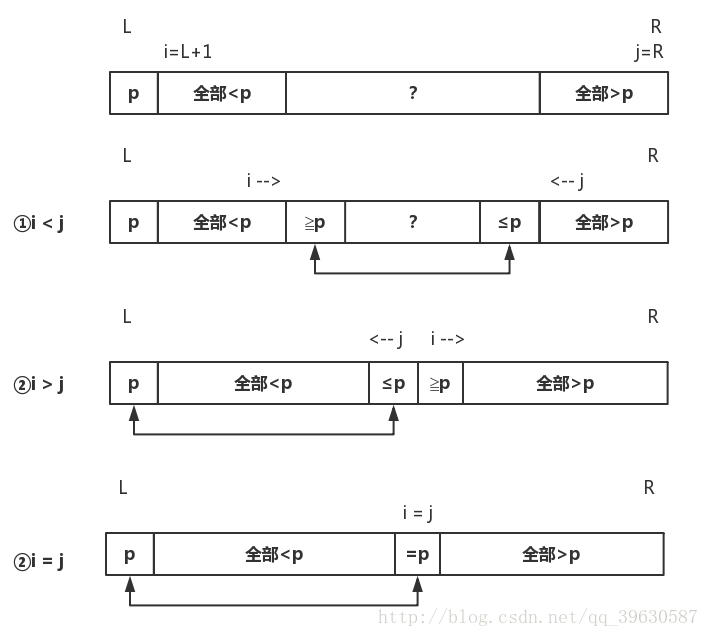 L R
i=L+1 j=R
p 全部<p ? 全部>p
L R
i --> <-- j
①i < j p 全部<p ≧p ? ≤p 全部>p
L R
<-- j i -->
②i > j p 全部<p ≤p ≧p 全部>p
L R
i = j
②i = j p 全部<p =p 全部>p
http://blog.csdn.net/qq_39630587